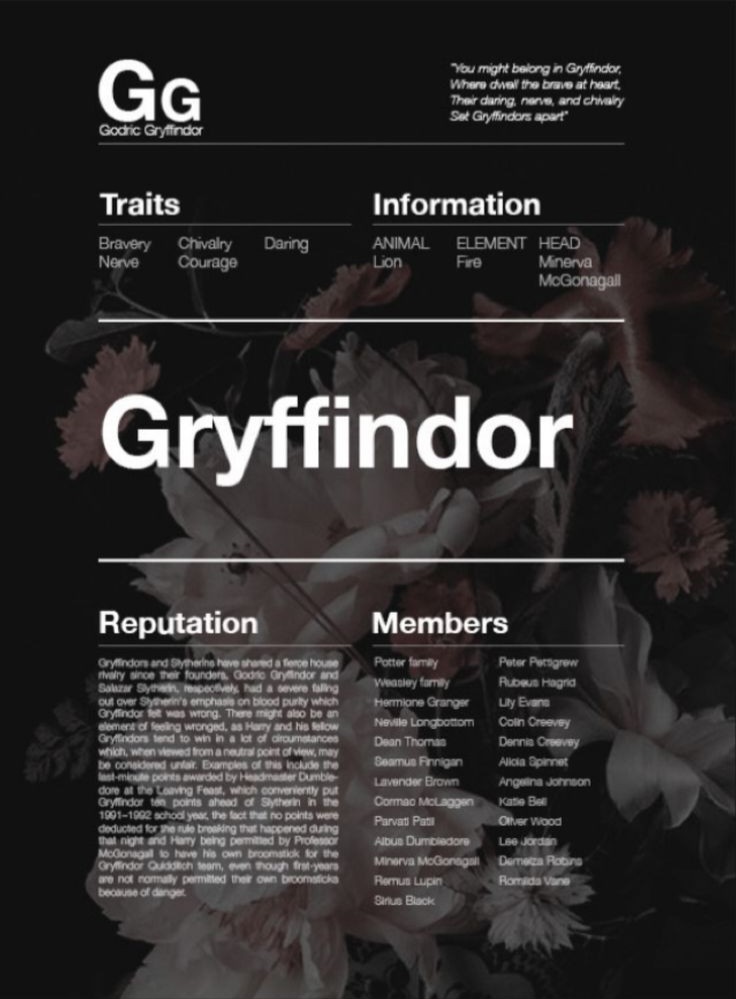 Gg
Godric Gryffindor
"You might belong in Gryffindor,
Where dwell the brave at heart,
Their daring, nerve, and chivalry
Set Gryffindors apart"
Traits
Bravery Chivalry Daring
Nerve Courage
Information
ANIMAL ELEMENT HEAD
Lion Fire Minerva
McGonagall
Gryffindor
Reputation
Gryffindors and Slytherins have shared a fierce house
rivalry since their founders, Godric Gryffindor and
Salazar Slytherin, respectively, had a severe falling
out over Slytherin's emphasis on blood purity which
Gryffindor felt was wrong. There might also be an
element of feeling wronged, as Harry and his fellow
Gryffindors tend to win in a lot of circumstances
which, when viewed from a neutral point of view, may
be considered unfair. Examples of this include the
last-minute points awarded by Headmaster Dumble-
dore at the Leaving Feast, which conveniently put
Gryffindor ten points ahead of Slytherin in the
1991–1992 school year, the fact that no points were
deducted for the rule breaking that happened during
that night and Harry being permitted by Professor
McGonagall to have his own broomstick for the
Gryffindor Quidditch team, even though first-years
are not normally permitted their own broomsticks
because of danger.
Members
Potter family
Weasley family
Hermione Granger
Neville Longbottom
Dean Thomas
Seamus Finnigan
Lavender Brown
Cormac McLaggen
Parvati Patil
Albus Dumbledore
Minerva McGonagall
Remus Lupin
Sirius Black
Peter Pettigrew
Rubeus Hagrid
Lily Evans
Colin Creevey
Dennis Creevey
Alicia Spinnet
Angelina Johnson
Katie Bell
Oliver Wood
Lee Jordan
Demelza Robins
Romilda Vane